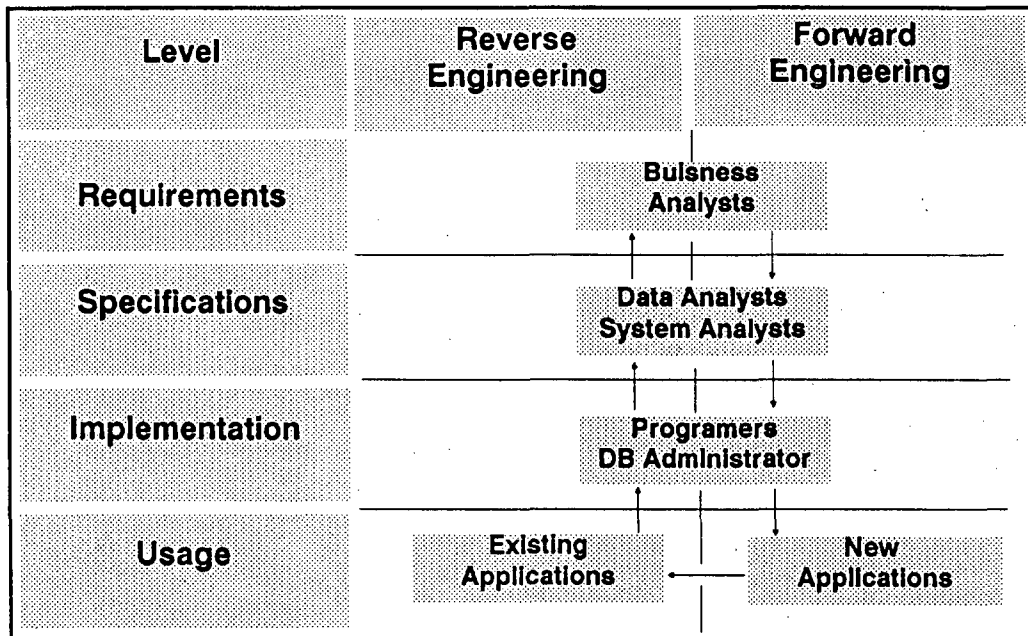 Level
Reverse
Engineering
Forward
Engineering
Requirements
Buisness
Analysts
Specifications
Data Analysts
System Analysts
Implementation
Programers
DB Administrator
Usage
Existing
Applications
New
Applications